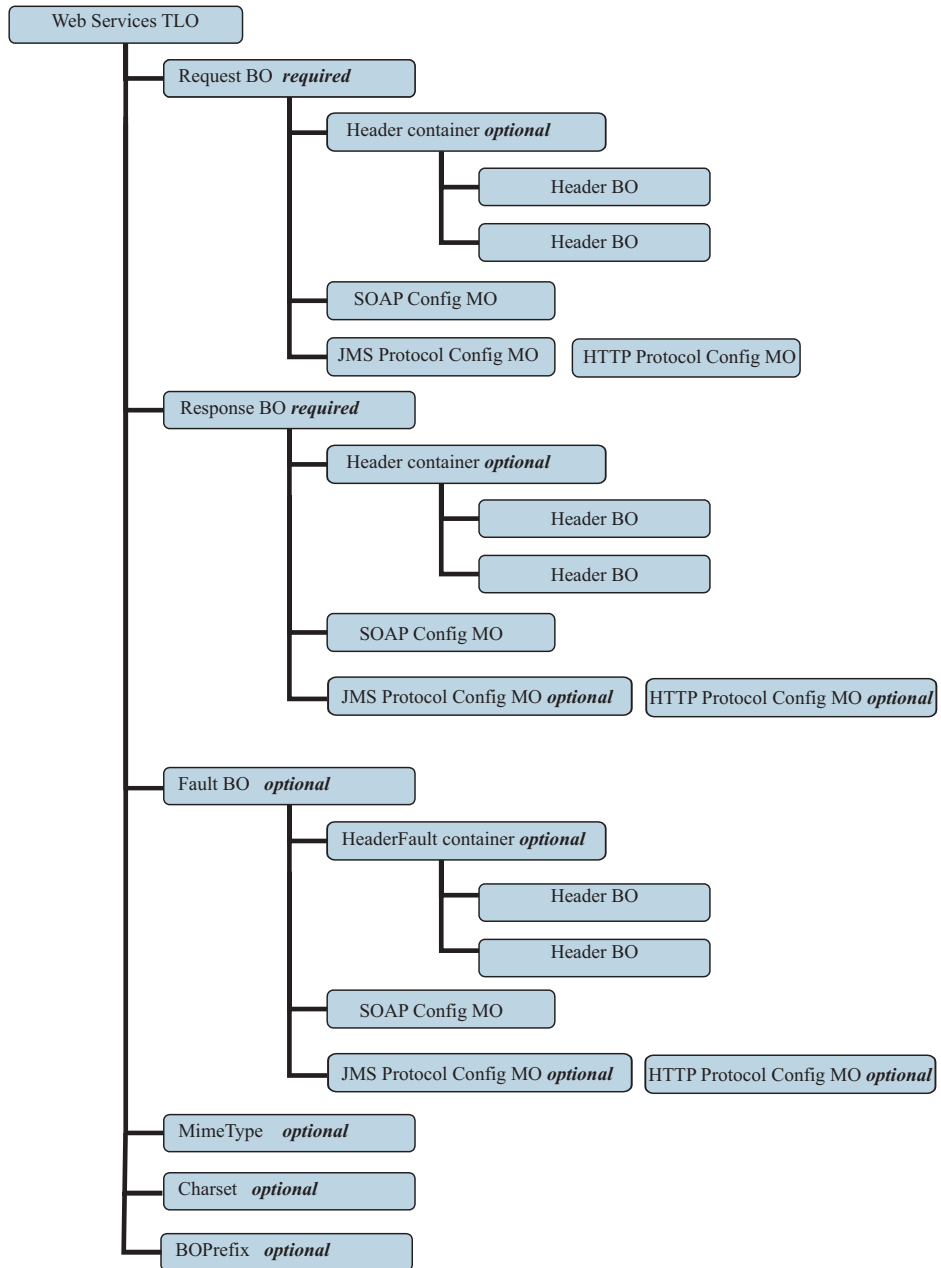 Web Services TLO
Request BO required
Header container optional
Header BO
Header BO
SOAP Config MO
JMS Protocol Config MO
HTTP Protocol Config MO
Response BO required
Header container optional
Header BO
Header BO
SOAP Config MO
JMS Protocol Config MO optional
HTTP Protocol Config MO optional
Fault BO optional
HeaderFault container optional
Header BO
Header BO
SOAP Config MO
JMS Protocol Config MO optional
HTTP Protocol Config MO optional
MimeType optional
Charset optional
BOPrefix optional